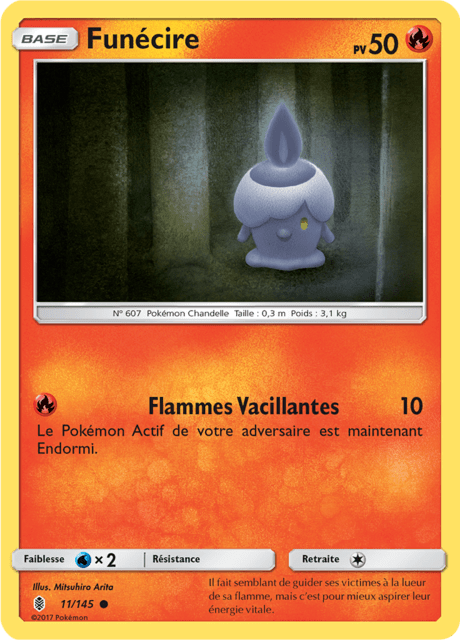 BASE
Funécire
PV 50
N° 607 Pokémon Chandelle Taille : 0,3 m Poids : 3,1 kg
Flammes Vacillantes 10
Le Pokémon Actif de votre adversaire est maintenant
Endormi.
Faiblesse ×2 Résistance Retraite
Illus. Mitsuhiro Arita
11/145
©2017 Pokémon
Il fait semblant de guider ses victimes à la lueur
de sa flamme, mais c'est pour mieux aspirer leur
énergie vitale.